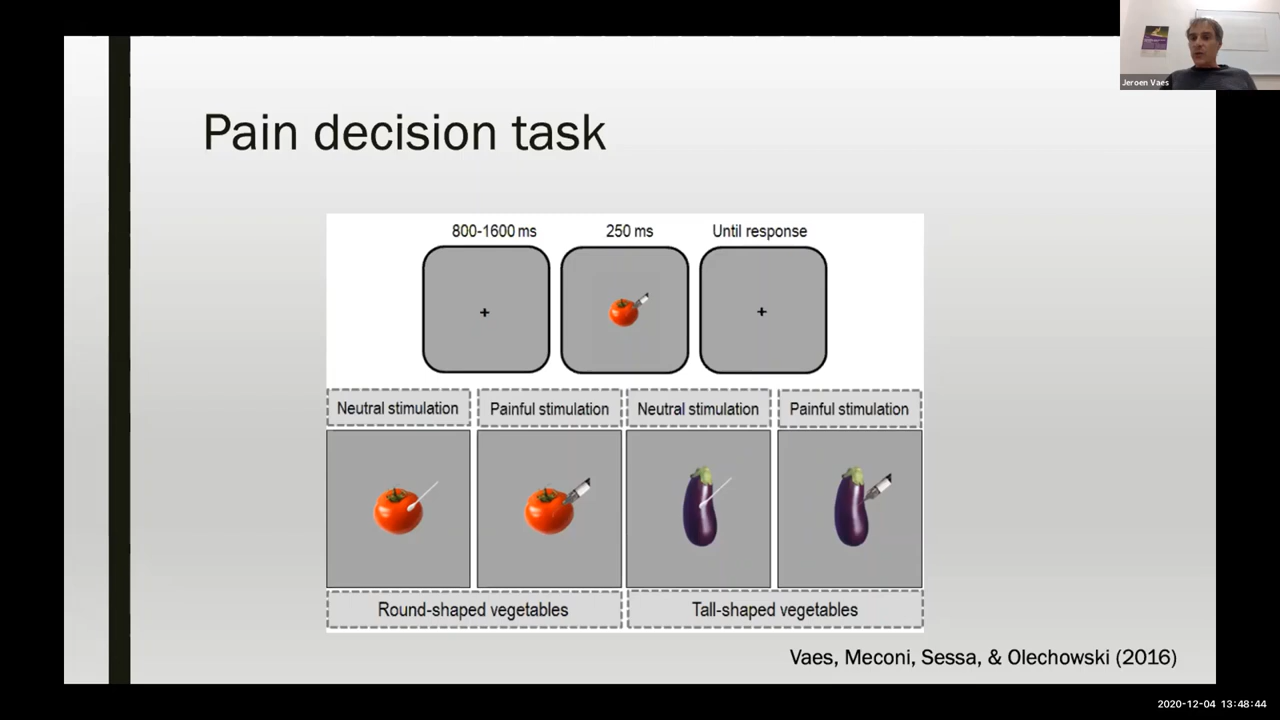 Jeroen Vaes
Pain decision task
800-1600 ms 250 ms Until response
+ +
Neutral stimulation Painful stimulation Neutral stimulation Painful stimulation
Round-shaped vegetables Tall-shaped vegetables
Vaes, Meconi, Sessa, & Olechowski (2016)
2020-12-04 13:48:44